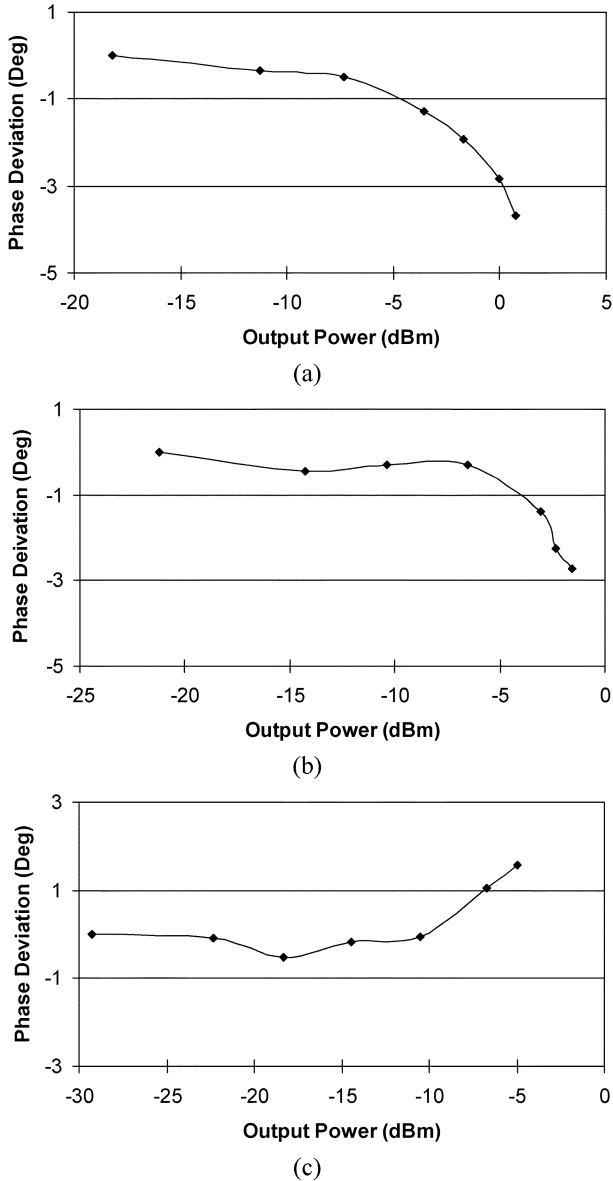 1
-1
-3
-5
Phase Deviation (Deg)
-20 -15 -10 -5 0 5
Output Power (dBm)
(a)
1
-1
-3
-5
Phase Deivation (Deg)
-25 -20 -15 -10 -5 0
Output Power (dBm)
(b)
3
1
-1
-3
Phase Deviation (Deg)
-30 -25 -20 -15 -10 -5 0
Output Power (dBm)
(c)